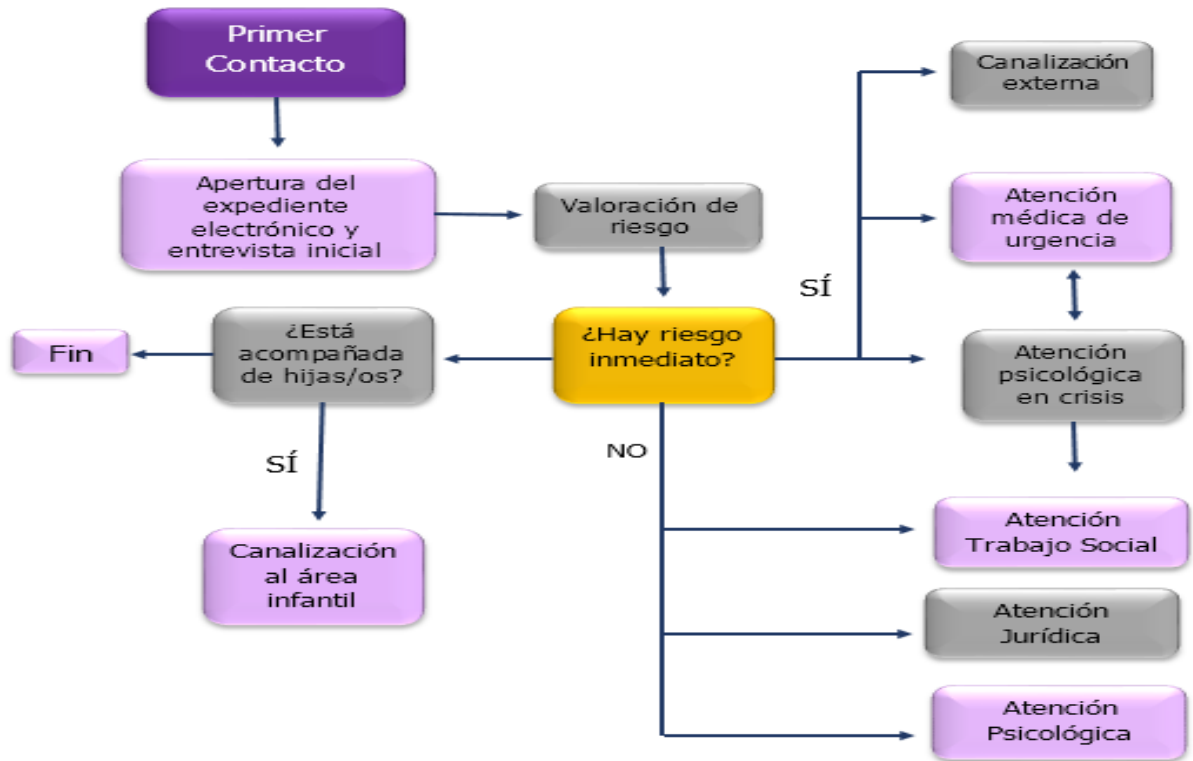 Primer
Contacto
Apertura del
expediente
electrónico y
entrevista inicial
Valoración de
riesgo
¿Hay riesgo
inmediato?
SÍ
Canalización
externa
Atención
médica de
urgencia
Atención
psicológica
en crisis
¿Está
acompañada
de hijas/os?
Fin
SÍ
Canalización
al área
infantil
NO
Atención
Trabajo Social
Atención
Jurídica
Atención
Psicológica